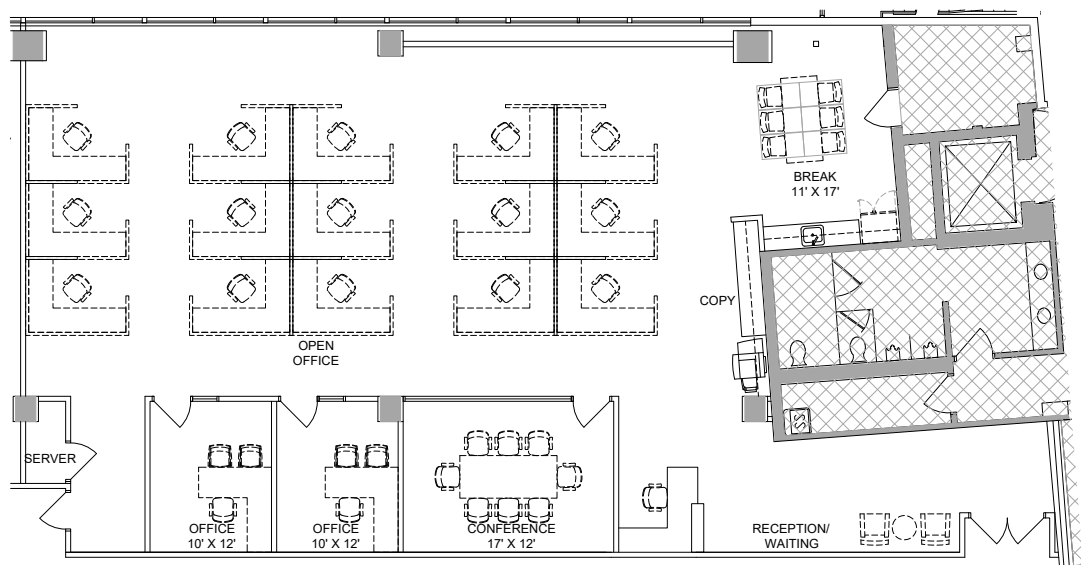 BREAK
11' X 17'
COPY
OPEN
OFFICE
SERVER
OFFICE
10' X 12'
OFFICE
10' X 12'
CONFERENCE
17' X 12'
RECEPTION/
WAITING